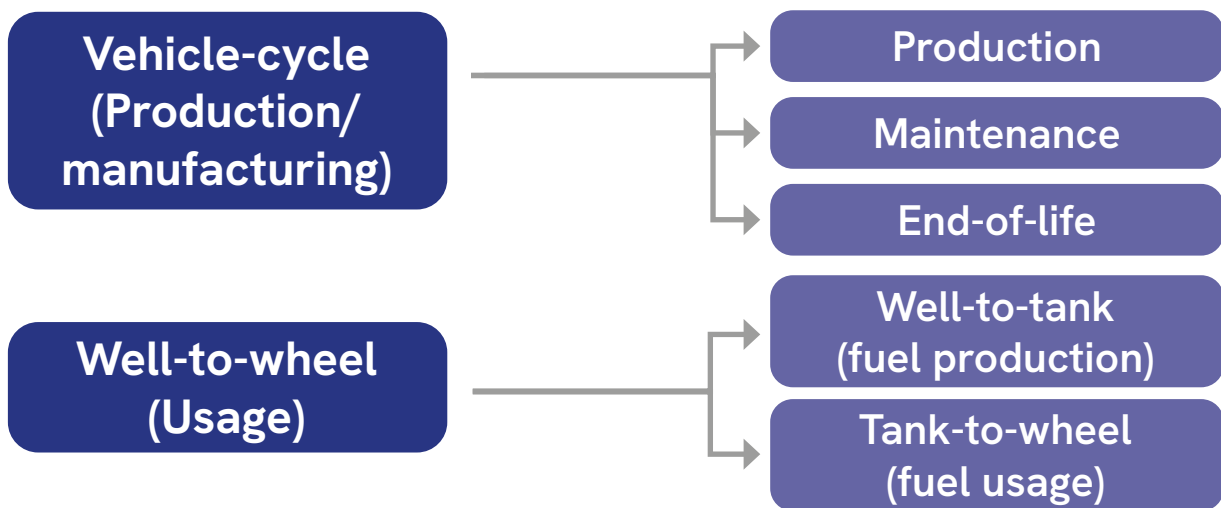 Vehicle-cycle
(Production/
manufacturing)
Production
Maintenance
End-of-life
Well-to-wheel
(Usage)
Well-to-tank
(fuel production)
Tank-to-wheel
(fuel usage)